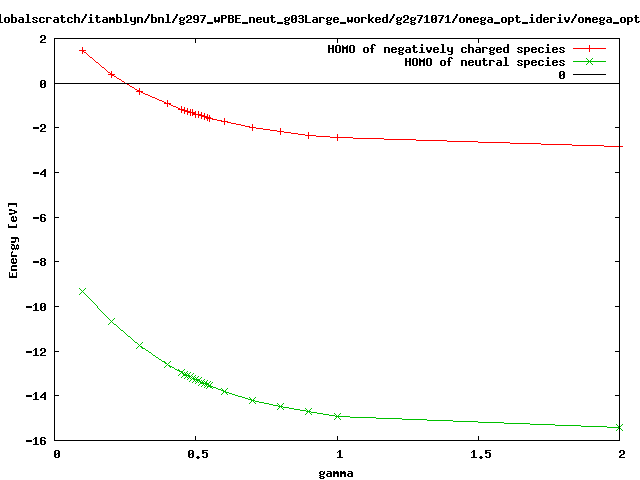 lobalscratch/itamblyn/bnl/g297_wPBE_neut_g03Large_worked/g2g71071/omega_opt_ideriv/omega_opt
HOMO of negatively charged species
HOMO of neutral species
0
2
0
-2
-4
-6
-8
-10
-12
-14
-16
Energy [eV]
0 0.5 1 1.5 2
gamma